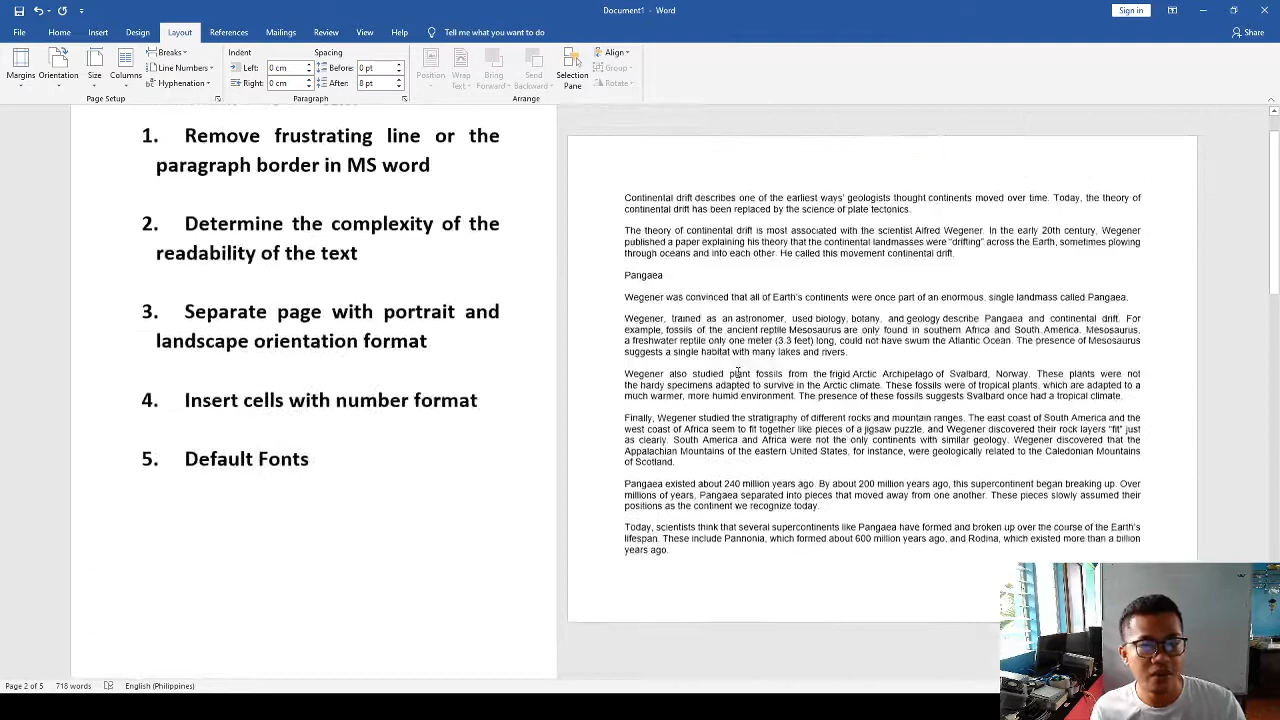 Document1 - Word
Sign in
File Home Insert Design Layout References Mailings Review View Help Tell me what you want to do
Share
Margins Orientation Size Columns
Breaks
Line Numbers
Hyphenation
Page Setup
Indent
Left: 0 cm
Right: 0 cm
Spacing
Before: 0 pt
After: 8 pt
Paragraph
Position
Wrap Text
Bring Forward
Send Backward
Selection Pane
Align
Group
Rotate
Arrange
1. Remove frustrating line or the
paragraph border in MS word
2. Determine the complexity of the
readability of the text
3. Separate page with portrait and
landscape orientation format
4. Insert cells with number format
5. Default Fonts
Continental drift describes one of the earliest ways' geologists thought continents moved over time. Today, the theory of
continental drift has been replaced by the science of plate tectonics.
The theory of continental drift is most associated with the scientist Alfred Wegener. In the early 20th century, Wegener
published a paper explaining his theory that the continental landmasses were "drifting" across the Earth, sometimes plowing
through oceans and into each other. He called this movement continental drift.
Pangaea
Wegener was convinced that all of Earth's continents were once part of an enormous, single landmass called Pangaea.
Wegener, trained as an astronomer, used biology, botany, and geology describe Pangaea and continental drift. For
example, fossils of the ancient reptile Mesosaurus are only found in southern Africa and South America. Mesosaurus,
a freshwater reptile only one meter (3.3 feet) long, could not have swum the Atlantic Ocean. The presence of Mesosaurus
suggests a single habitat with many lakes and rivers.
Wegener also studied plant fossils from the frigid Arctic Archipelago of Svalbard, Norway. These plants were not
the hardy specimens adapted to survive in the Arctic climate. These fossils were of tropical plants, which are adapted to a
much warmer, more humid environment. The presence of these fossils suggests Svalbard once had a tropical climate.
Finally, Wegener studied the stratigraphy of different rocks and mountain ranges. The east coast of South America and the
west coast of Africa seem to fit together like pieces of a jigsaw puzzle, and Wegener discovered their rock layers "fit" just
as clearly. South America and Africa were not the only continents with similar geology. Wegener discovered that the
Appalachian Mountains of the eastern United States, for instance, were geologically related to the Caledonian Mountains
of Scotland.
Pangaea existed about 240 million years ago. By about 200 million years ago, this supercontinent began breaking up. Over
millions of years, Pangaea separated into pieces that moved away from one another. These pieces slowly assumed their
positions as the continent we recognize today.
Today, scientists think that several supercontinents like Pangaea have formed and broken up over the course of the Earth's
lifespan. These include Pannonia, which formed about 600 million years ago, and Rodina, which existed more than a billion
years ago.
Page 2 of 5 718 words English (Philippines)